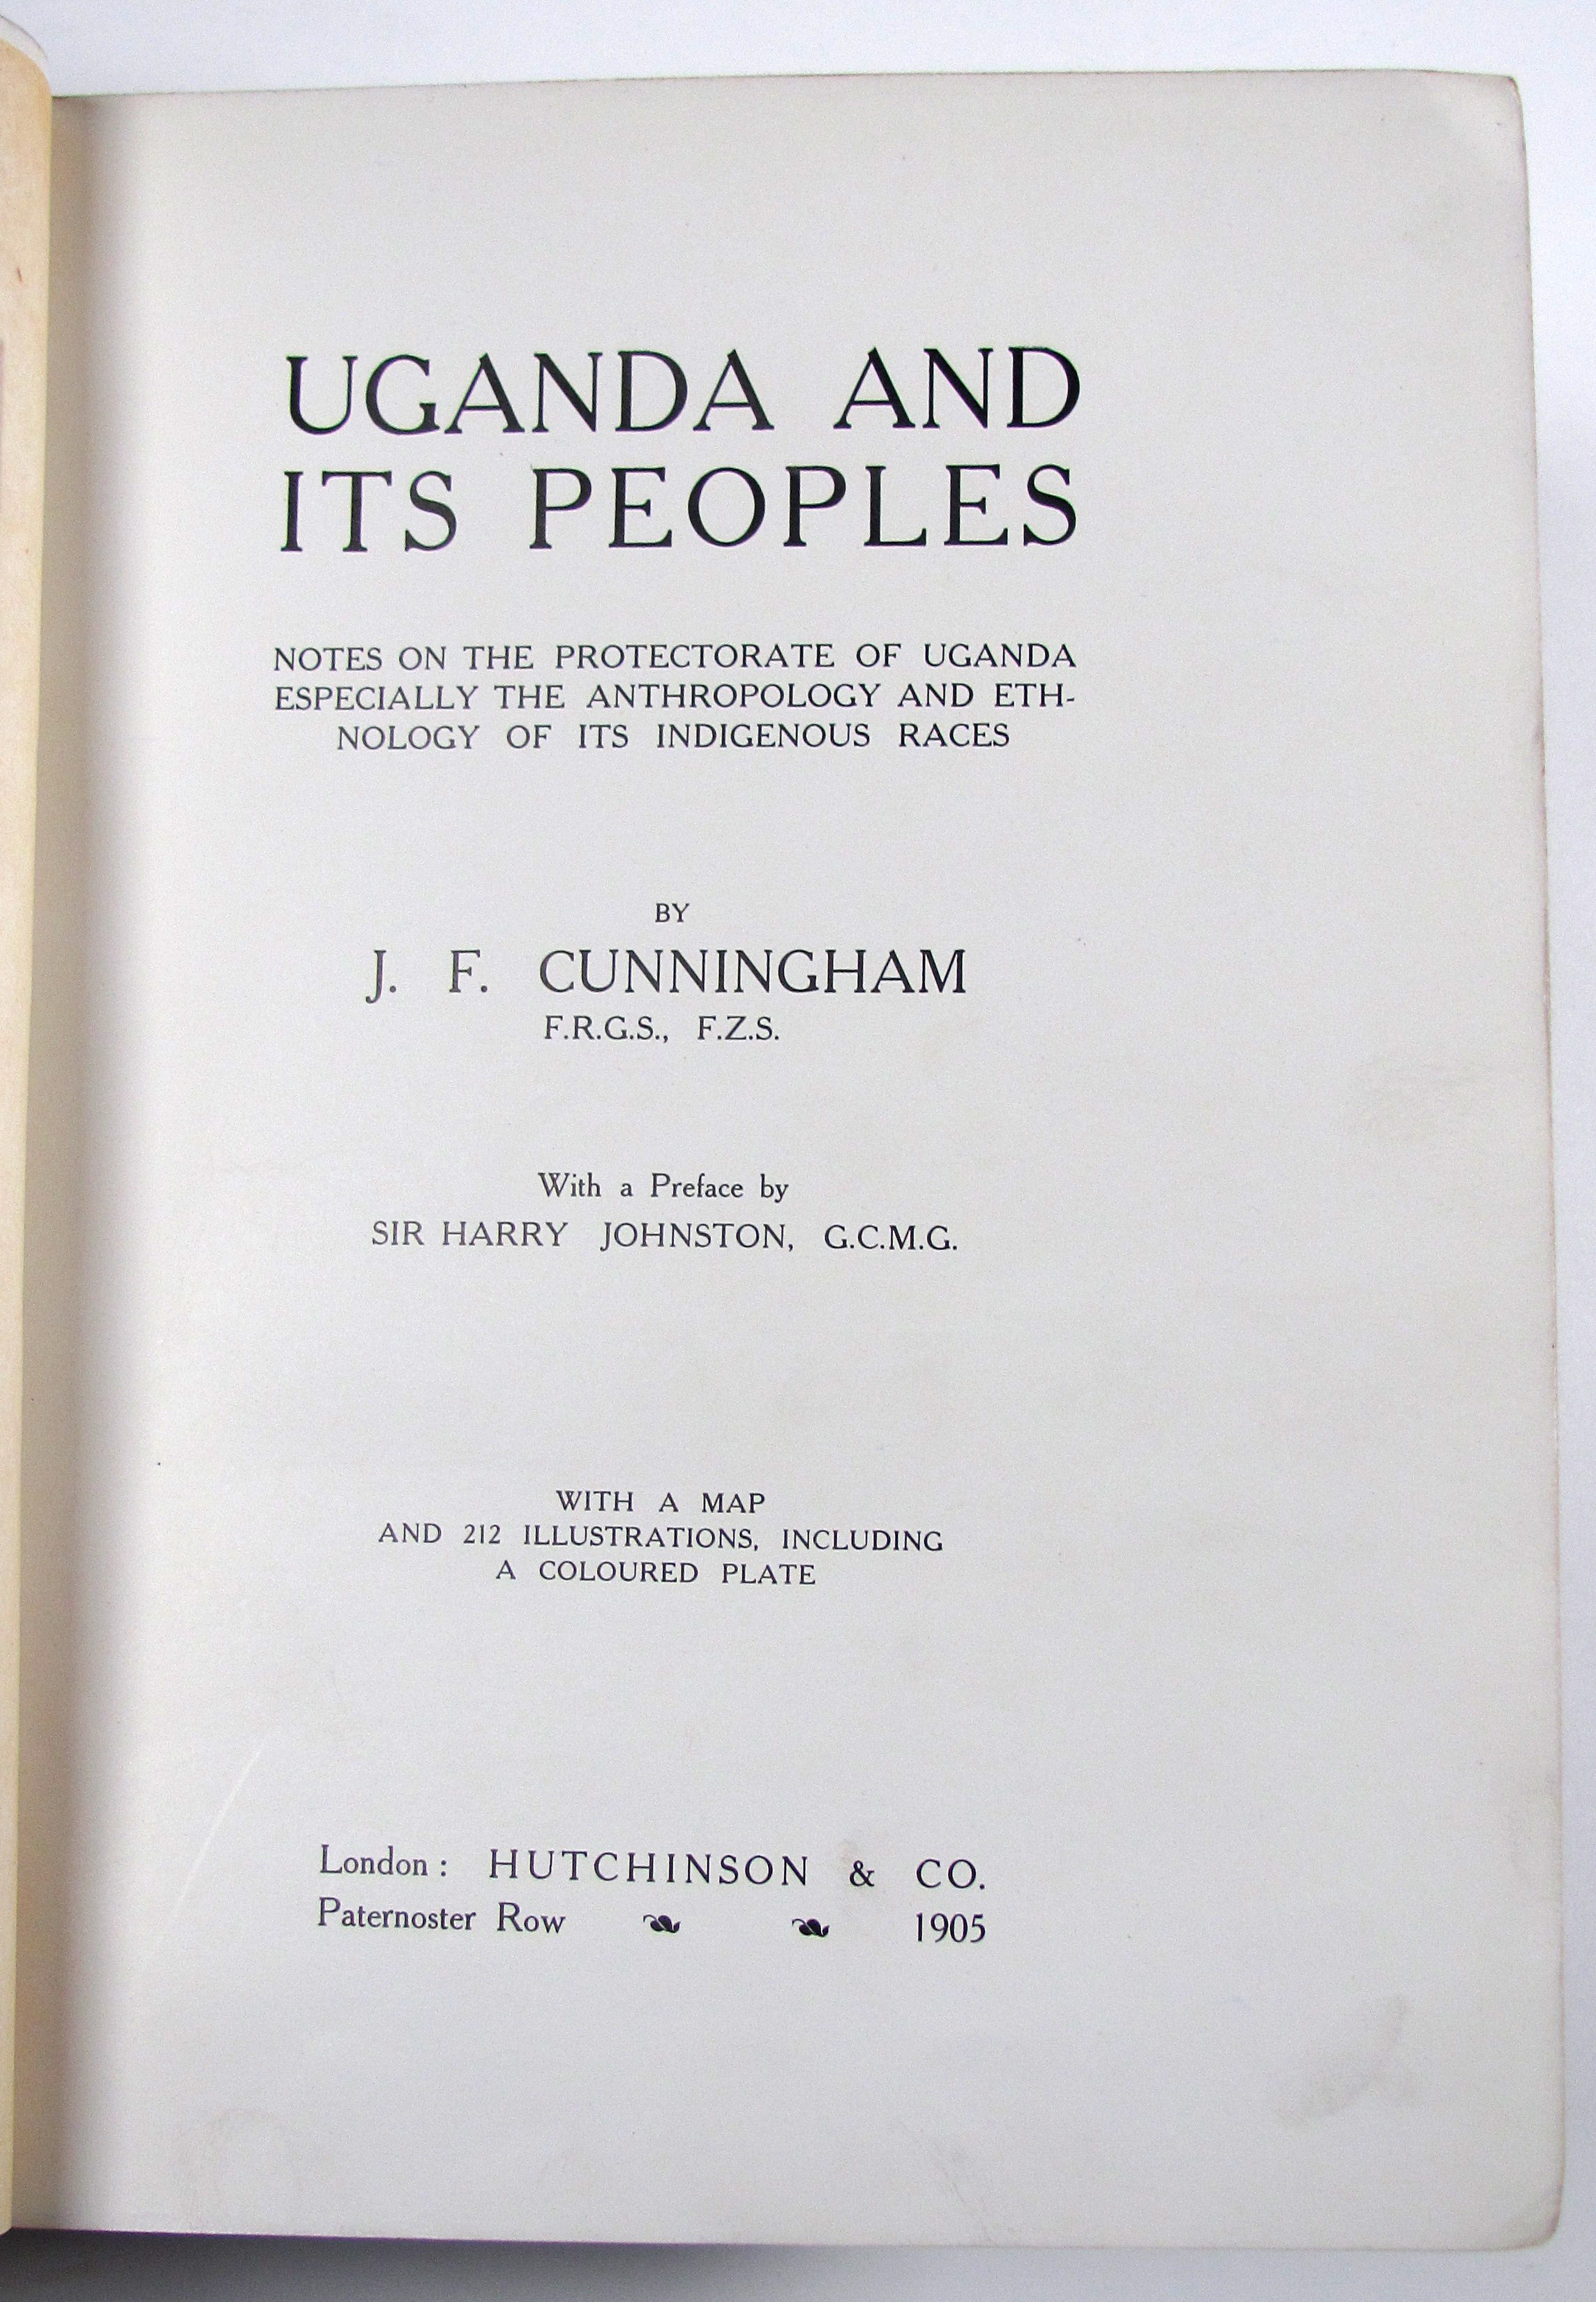 UGANDA AND
ITS PEOPLES
NOTES ON THE PROTECTORATE OF UGANDA
ESPECIALLY THE ANTHROPOLOGY AND ETH-
NOLOGY OF ITS INDIGENOUS RACES
BY
J. F. CUNNINGHAM
F.R.G.S., F.Z.S.
With a Preface by
SIR HARRY JOHNSTON, G.C.M.G.
WITH A MAP
AND 212 ILLUSTRATIONS, INCLUDING
A COLOURED PLATE
London: HUTCHINSON & CO.
Paternoster Row 1905